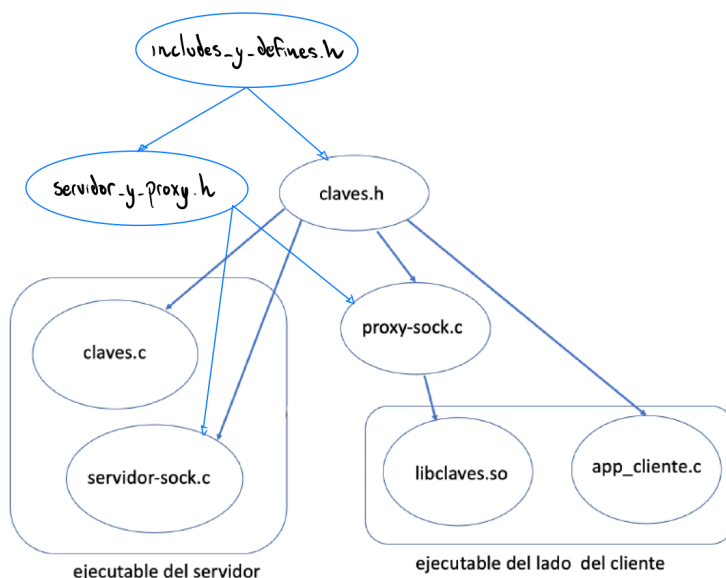 includes_y_defines.h
servidor_y_proxy.h
claves.h
claves.c
proxy-sock.c
servidor-sock.c
libclaves.so
app_cliente.c
ejecutable del servidor
ejecutable del lado del cliente